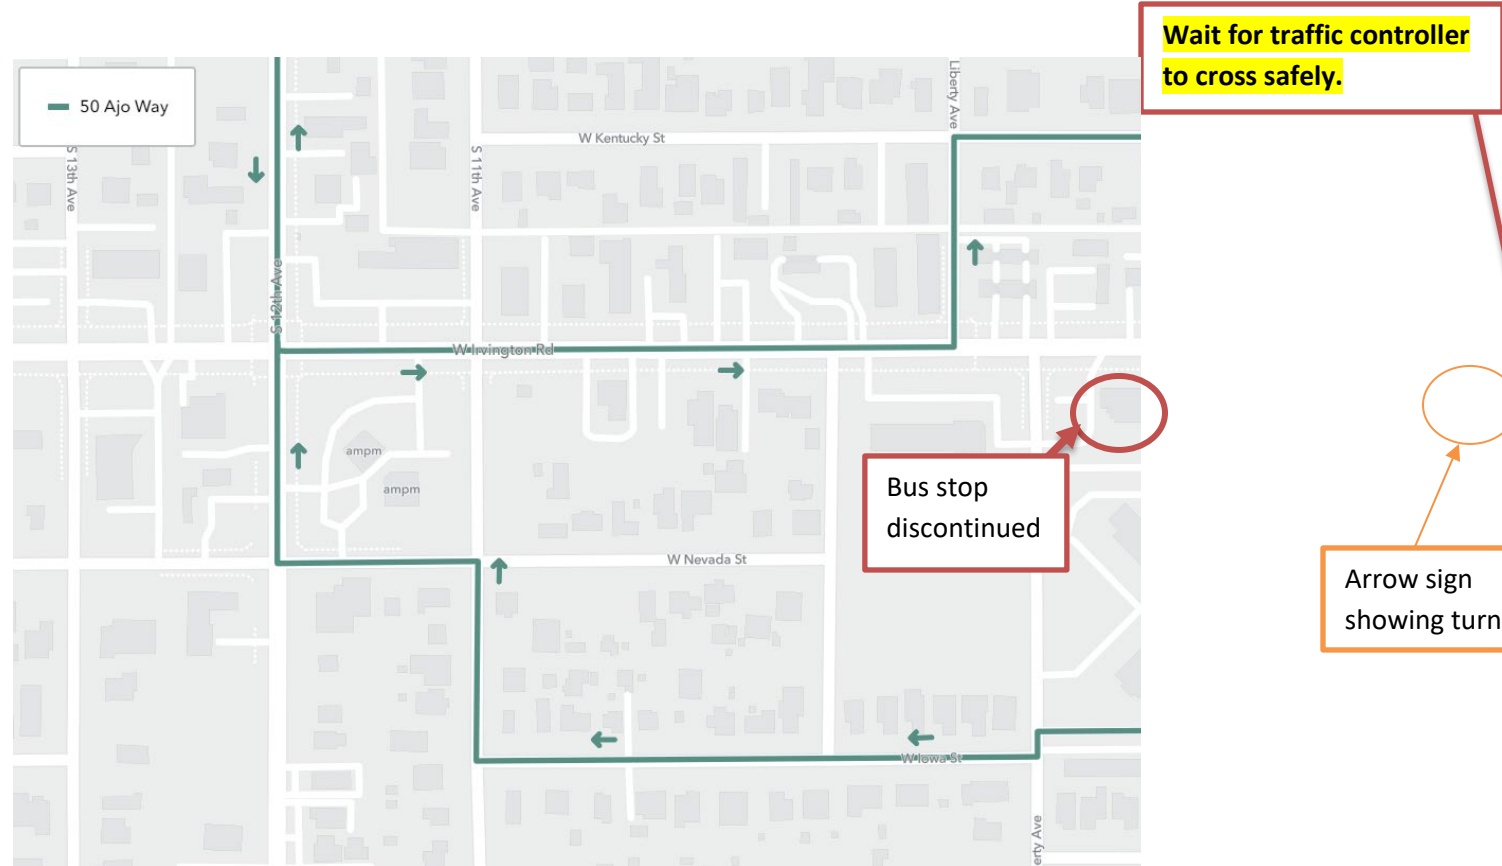 Wait for traffic controller
to cross safely.
50 Ajo Way
Liberty Ave
W Kentucky St
S 13th Ave
S 11th Ave
S 12th Ave
W Irvington Rd
ampm
ampm
Bus stop
discontinued
W Nevada St
Arrow sign
showing turn
W Iowa St
erty Ave